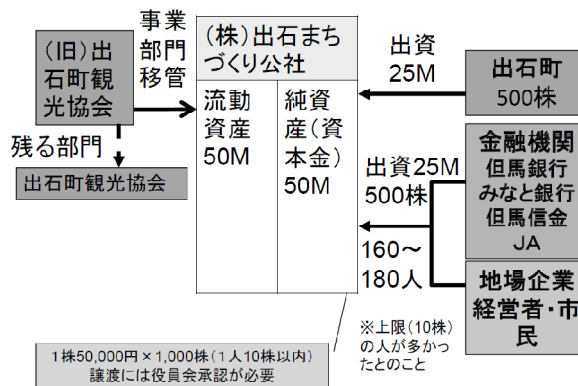 (旧)出
石町観
光協会
事業
部門
移管
残る部門
出石町観光協会
(株)出石まち
づくり公社
流動
資産
50M
純資
産(資
本金)
50M
出資
25M
出石町
500株
出資25M
500株
160～
180人
金融機関
但馬銀行
みなと銀行
但馬信金
JA
地場企業
経営者・市
民
※上限(10株)
の人が多かっ
たとのこと
1株50,000円×1,000株(1人10株以内)
譲渡には役員会承認が必要